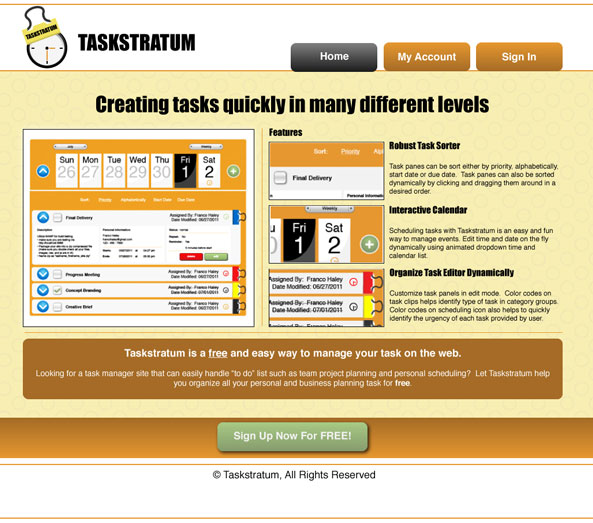 TASKSTRATUM
TASKSTRATUM
Home
My Account
Sign In
Creating tasks quickly in many different levels
July
Weekly
Sun Mon Tue Wed Thu Fri Sat
26 27 28 29 30 1 2
Sort: Priority Alphabetically Start Date Due Date
Final Delivery
Assigned By: Franco Haley
Date Modified: 06/27/2011
Description
Personal Information
Status:
Franco Haley
Progress Meeting
Assigned By: Franco Haley
Date Modified: 06/27/2011
Concept Branding
Assigned By: Franco Haley
Date Modified: 07/01/2011
Creative Brief
Assigned By: Franco Haley
Date Modified: 06/27/2011
Features
Sort: Priority Alph
Final Delivery
Personal Informati
Robust Task Sorter
Task panes can be sort either by priority, alphabetically,
start date or due date. Task panes can also be sorted
dynamically by clicking and dragging them around in a
desired order.
Weekly
Thu Fri Sat
1 2
Interactive Calendar
Scheduling tasks with Taskstratum is an easy and fun
way to manage events. Edit time and date on the fly
dynamically using animated dropdown time and
calendar list.
Assigned By: Franco Haley
Date Modified: 06/27/2011
Assigned By: Franco Haley
Date Modified: 07/01/2011
Assigned By: Franco Haley
Organize Task Editor Dynamically
Customize task panels in edit mode. Color codes on
task clips helps identify type of task in category groups.
Color codes on scheduling icon also helps to quickly
identify the urgency of each task provided by user.
Taskstratum is a free and easy way to manage your task on the web.
Looking for a task manager site that can easily handle "to do" list such as team project planning and personal scheduling? Let Taskstratum help
you organize all your personal and business planning task for free.
Sign Up Now For FREE!
© Taskstratum, All Rights Reserved